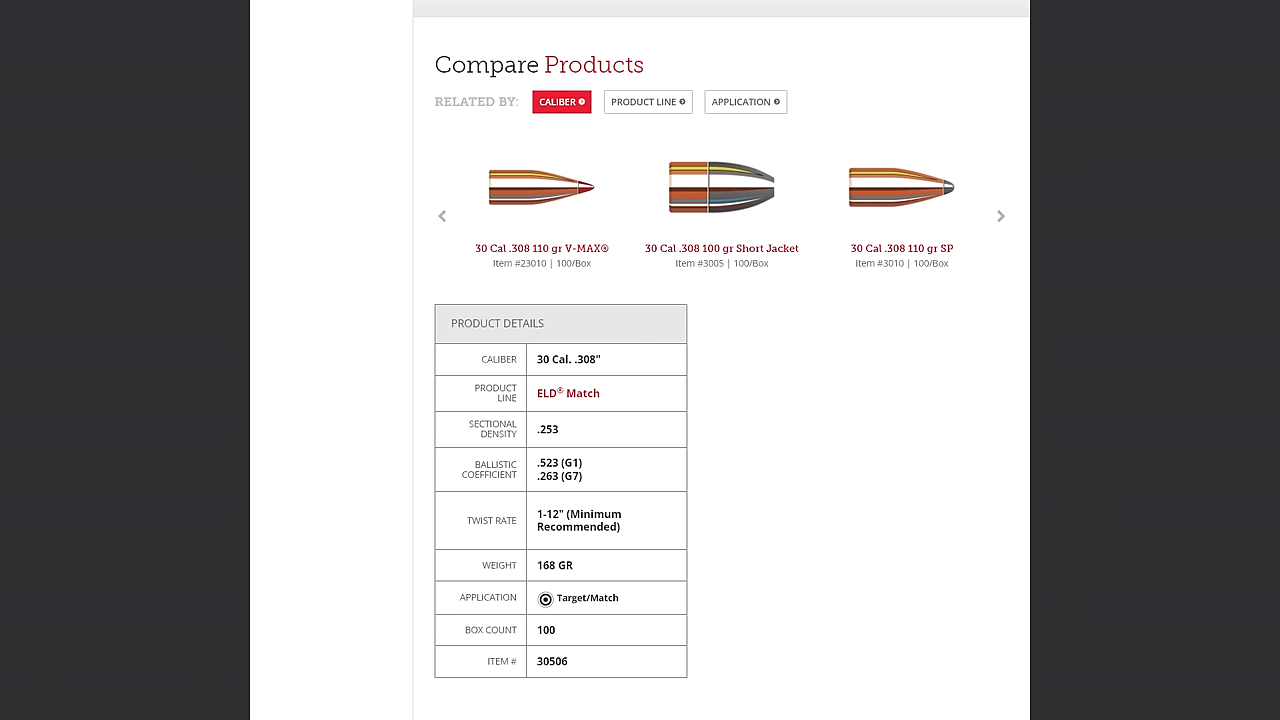 Compare Products
RELATED BY: CALIBER PRODUCT LINE APPLICATION
30 Cal .308 110 gr V-MAX® 30 Cal .308 100 gr Short Jacket 30 Cal .308 110 gr SP
Item #23010 | 100/Box Item #3005 | 100/Box Item #3010 | 100/Box
PRODUCT DETAILS
CALIBER 30 Cal. .308"
PRODUCT
LINE
ELD® Match
SECTIONAL
DENSITY
.253
BALLISTIC
COEFFICIENT
.523 (G1)
.263 (G7)
TWIST RATE
1-12" (Minimum
Recommended)
WEIGHT 168 GR
APPLICATION Target/Match
BOX COUNT 100
ITEM # 30506